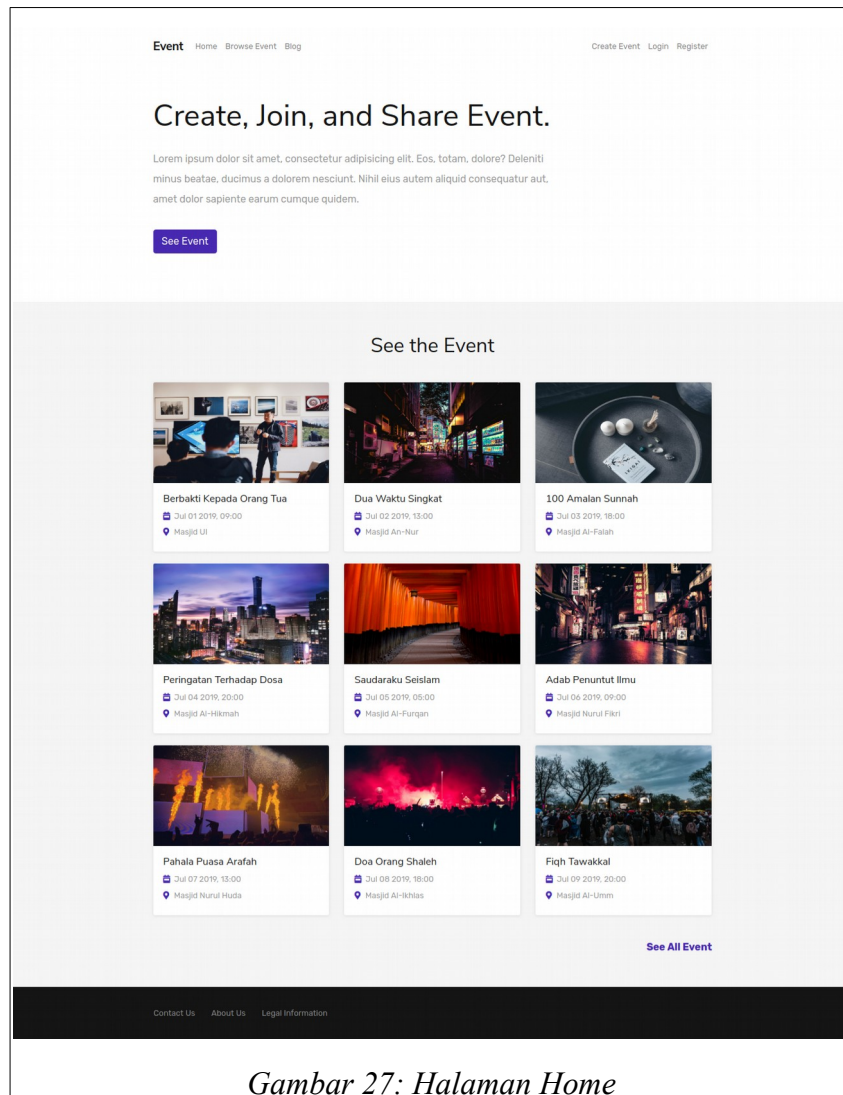 Event Home Browse Event Blog Create Event Login Register
Create, Join, and Share Event.
Lorem ipsum dolor sit amet, consectetur adipisicing elit. Eos, totam, dolore? Deleniti
minus beatae, ducimus a dolorem nesciunt. Nihil eius autem aliquid consequatur aut,
amet dolor sapiente earum cumque quidem.
See Event
See the Event
Berbakti Kepada Orang Tua
Jul 01 2019, 09:00
Masjid UI
Dua Waktu Singkat
Jul 02 2019, 13:00
Masjid An-Nur
IKIGAI
100 Amalan Sunnah
Jul 03 2019, 18:00
Masjid Al-Falah
Peringatan Terhadap Dosa
Jul 04 2019, 20:00
Masjid Al-Hikmah
Saudaraku Seislam
Jul 05 2019, 05:00
Masjid Al-Furqan
Adab Penuntut Ilmu
Jul 06 2019, 09:00
Masjid Nurul Fikri
Pahala Puasa Arafah
Jul 07 2019, 13:00
Masjid Nurul Huda
Doa Orang Shaleh
Jul 08 2019, 18:00
Masjid Al-Ikhlas
Fiqh Tawakkal
Jul 09 2019, 20:00
Masjid Al-Umm
See All Event
Contact Us About Us Legal Information
Gambar 27: Halaman Home